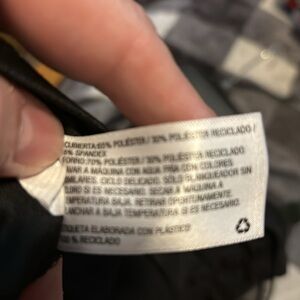 CUBIERTA:65% POLIÉSTER / 30% POLIÉSTER RECICLADO /
5% SPANDEX
FORRO:70% POLIÉSTER / 30% POLIÉSTER RECICLADO
LAVAR A MÁQUINA CON AGUA FRÍA CON COLORES
SIMILARES. CICLO DELICADO. SÓLO BLANQUEADOR SIN
CLORO SI ES NECESARIO. SECAR A MÁQUINA A
TEMPERATURA BAJA. RETIRAR OPORTUNAMENTE.
PLANCHAR A BAJA TEMPERATURA SI ES NECESARIO.
ETIQUETA ELABORADA CON PLÁSTICO
100 % RECICLADO